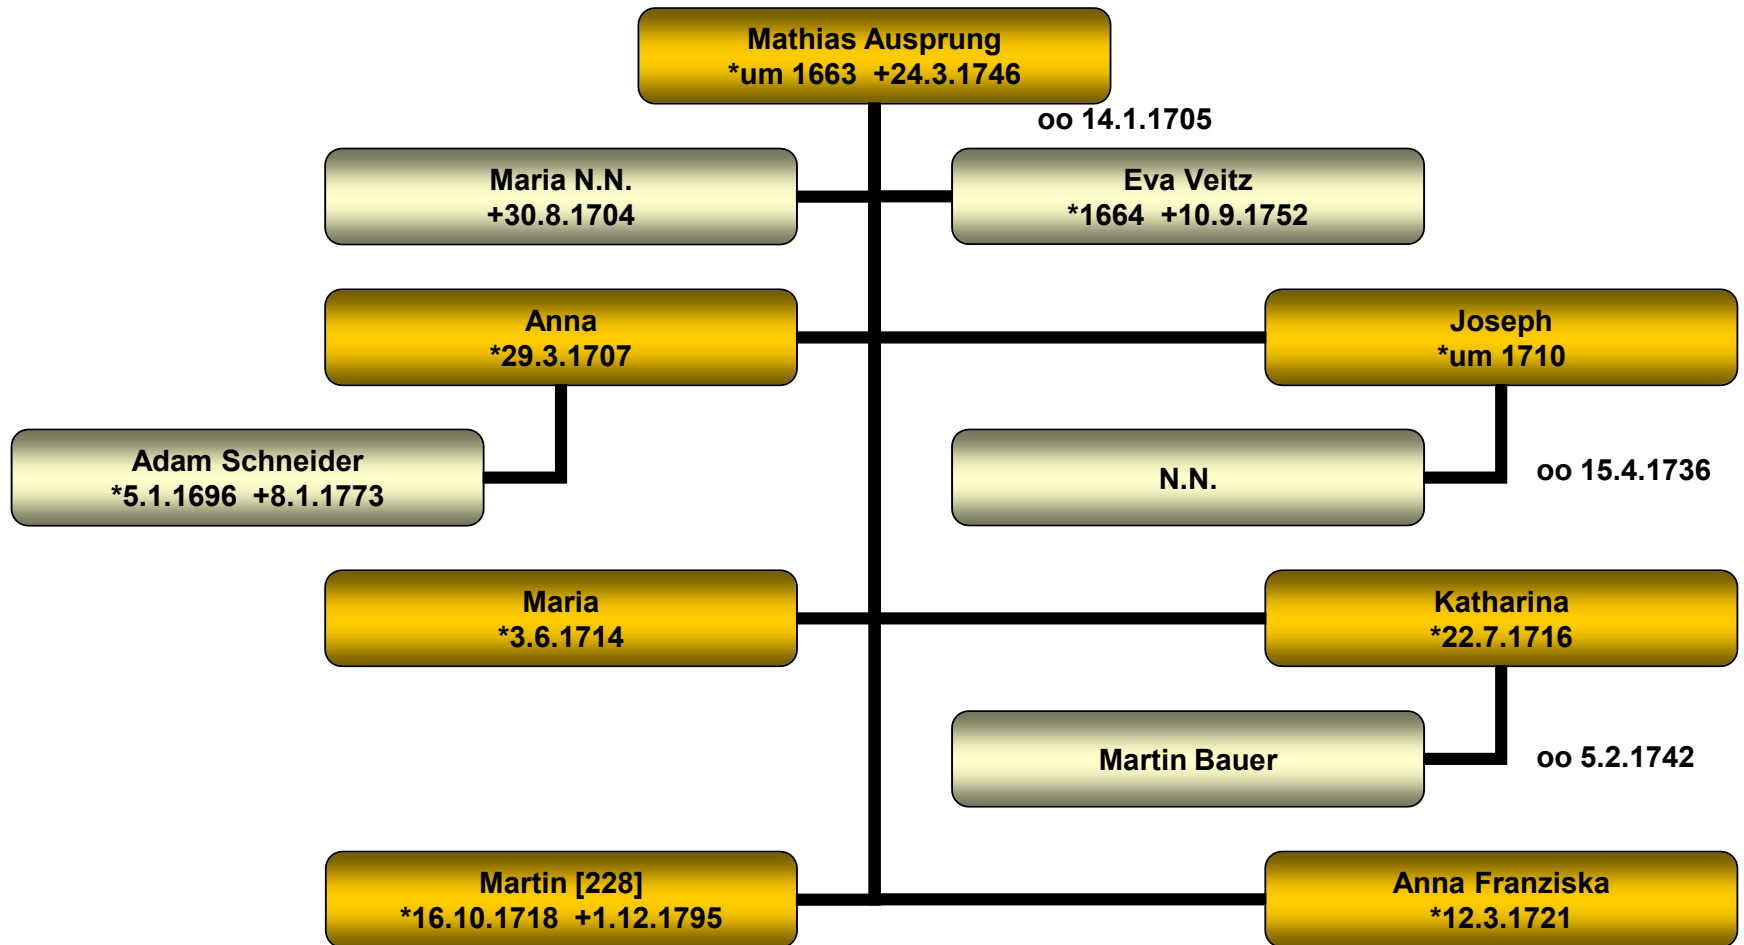 Mathias Ausprung
*um 1663 +24.3.1746
oo 14.1.1705
Maria N.N.
+30.8.1704
Eva Veitz
*1664 +10.9.1752
Anna
*29.3.1707
Joseph
*um 1710
Adam Schneider
*5.1.1696 +8.1.1773
N.N.
oo 15.4.1736
Maria
*3.6.1714
Katharina
*22.7.1716
Martin Bauer
oo 5.2.1742
Martin [228]
*16.10.1718 +1.12.1795
Anna Franziska
*12.3.1721